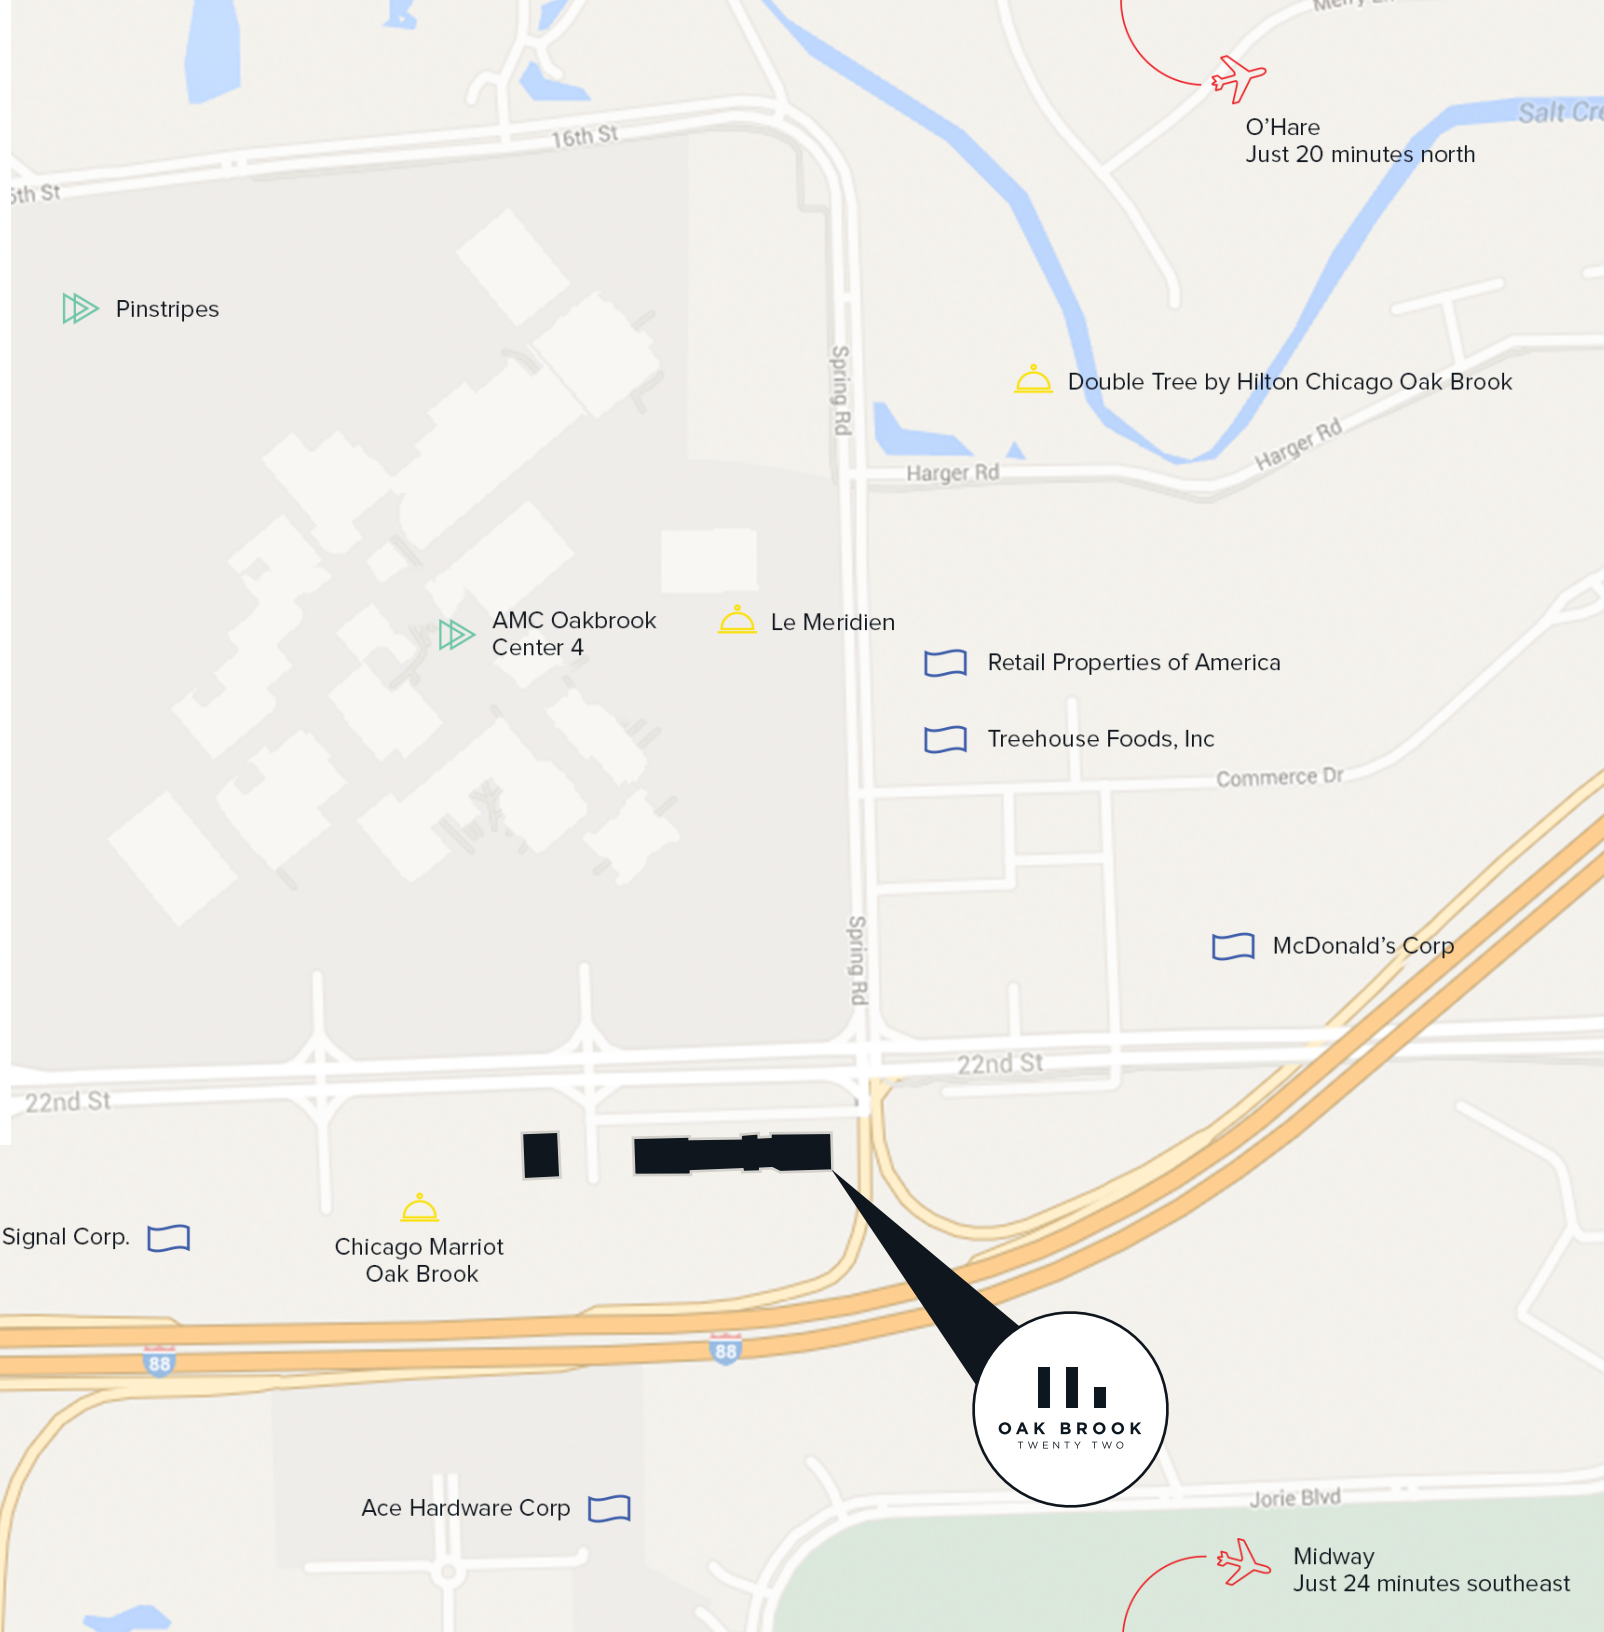 Merry
16th St
Salt Cre
O'Hare
Just 20 minutes north
6th St
Pinstripes
Spring Rd
Double Tree by Hilton Chicago Oak Brook
Harger Rd
Harger Rd
AMC Oakbrook
Center 4
Le Meridien
Retail Properties of America
Treehouse Foods, Inc
Commerce Dr
McDonald's Corp
Spring Rd
22nd St
22nd St
Signal Corp.
Chicago Marriot
Oak Brook
88
88
OAK BROOK
TWENTY TWO
Ace Hardware Corp
Jorie Blvd
Midway
Just 24 minutes southeast